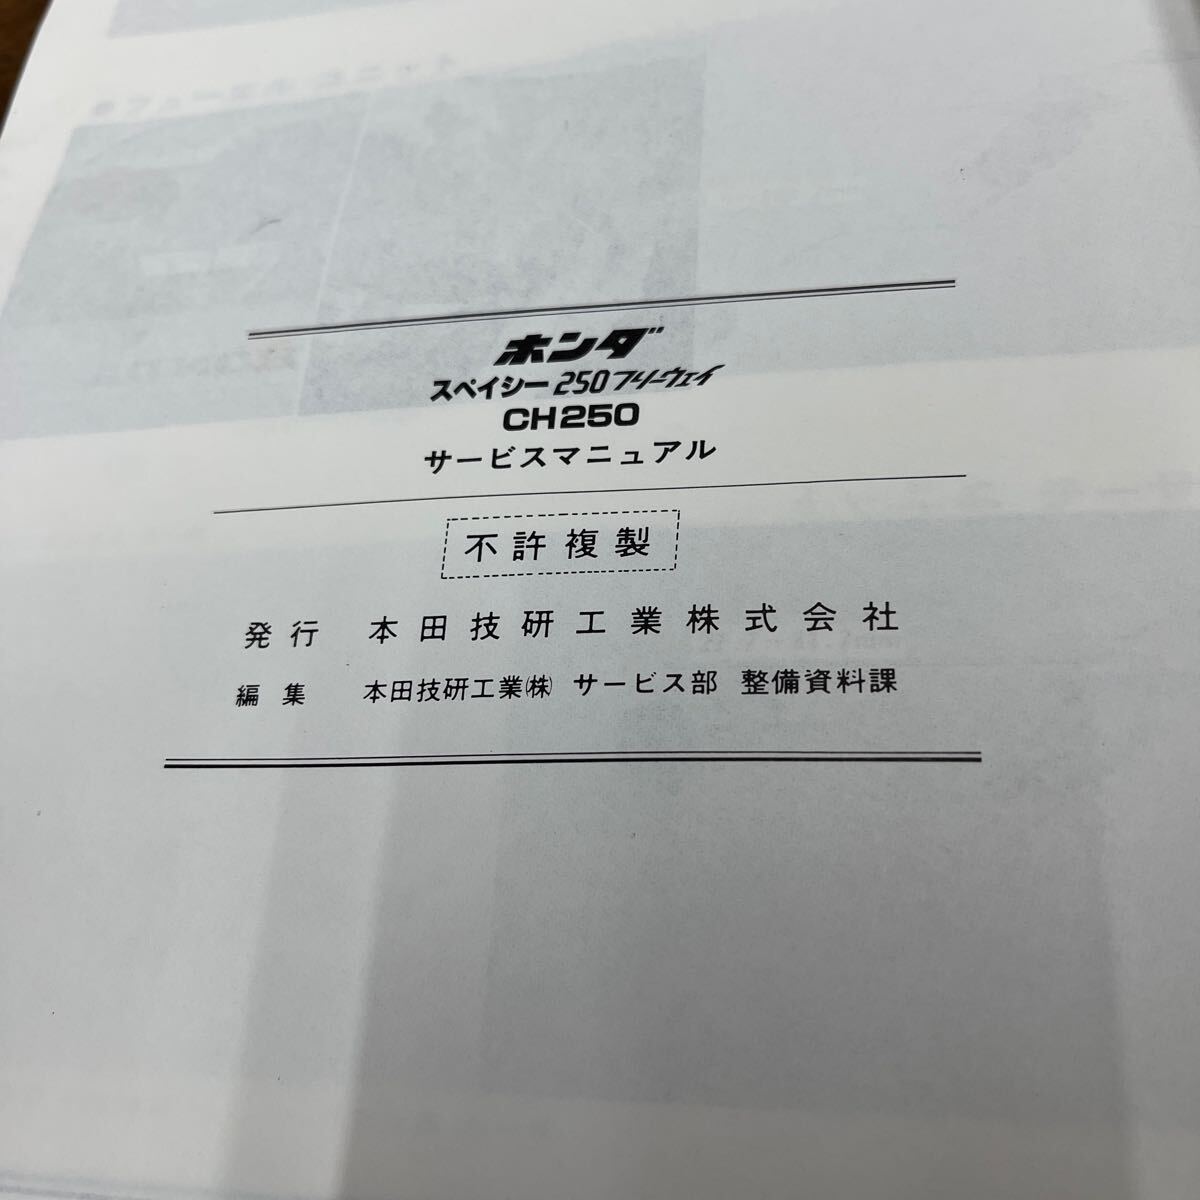 ホンダ
スペイシー250フリーウェイ
CH250
サービスマニュアル
不許複製
発行 本田技研工業株式会社
編集 本田技研工業㈱ サービス部 整備資料課